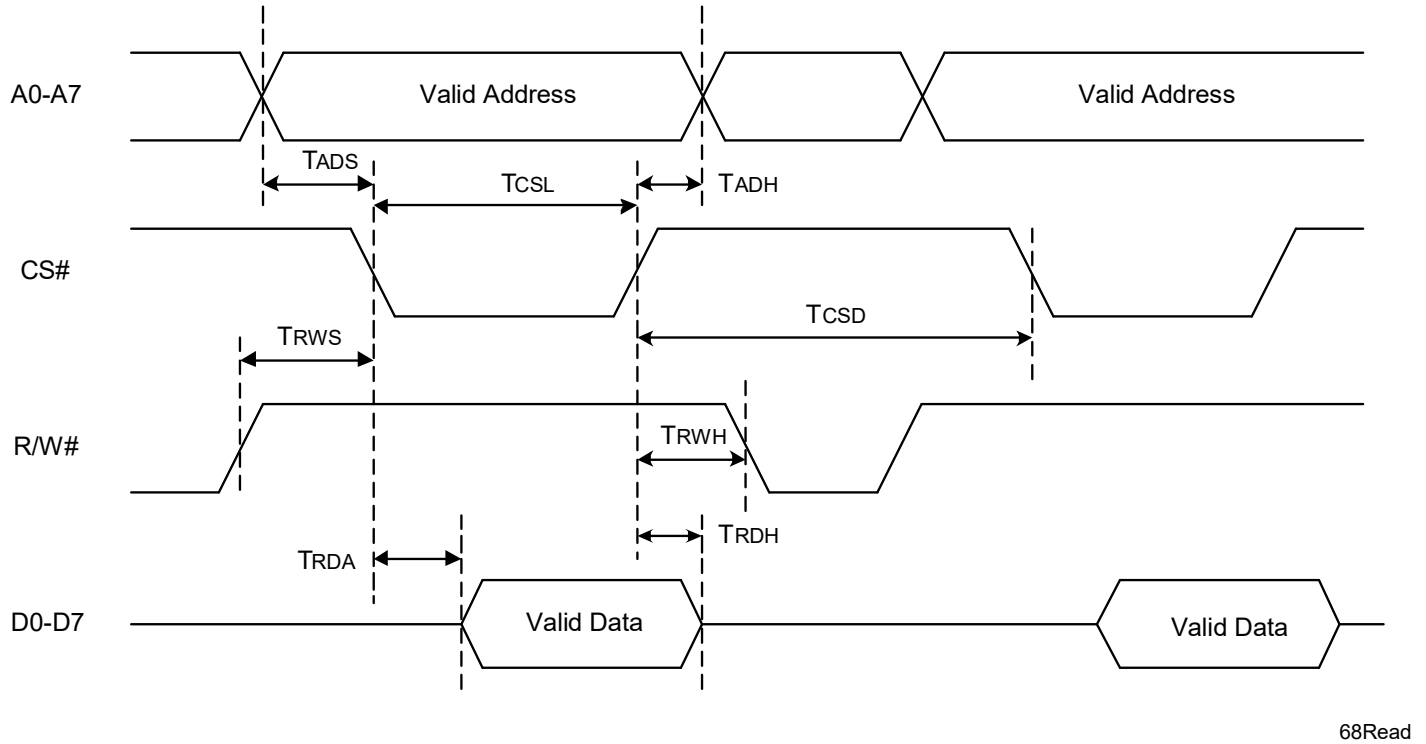 A0-A7
Valid Address
Valid Address
TADS
TCSL
TADH
CS#
TCSD
TRWS
R/W#
TRWH
TRDH
TRDA
D0-D7
Valid Data
Valid Data
68Read